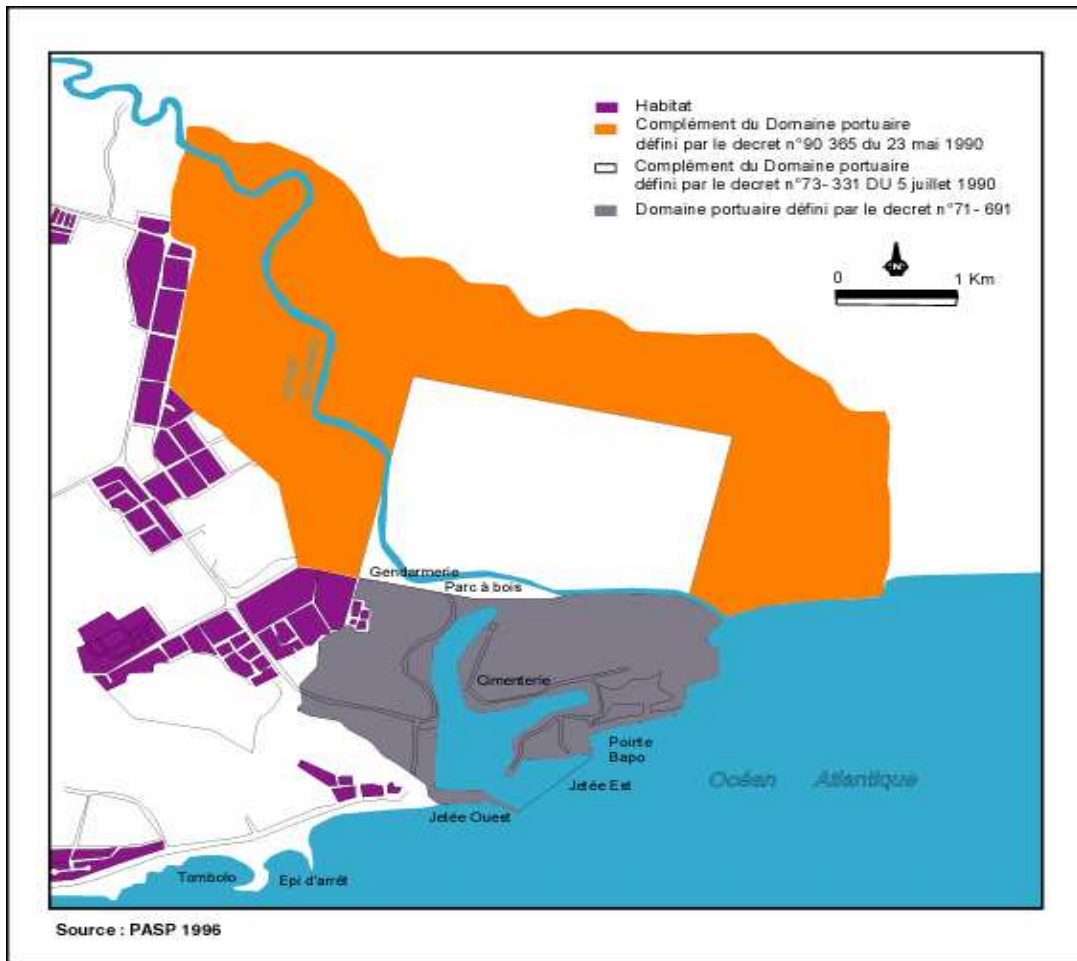 Habitat
Complément du Domaine portuaire
défini par le decret n°90 365 du 23 mai 1990
Complément du Domaine portuaire
défini par le decret n°73- 331 DU 5 juillet 1990
Domaine portuaire défini par le decret n°71- 691
N
0 1 Km
Gendarmerie
Parc à bois
Cimenterie
Pointe
Bapo
Océan Atlantique
Jetée Est
Jetée Ouest
Tombolo
Epi d'arrêt
Source : PASP 1996